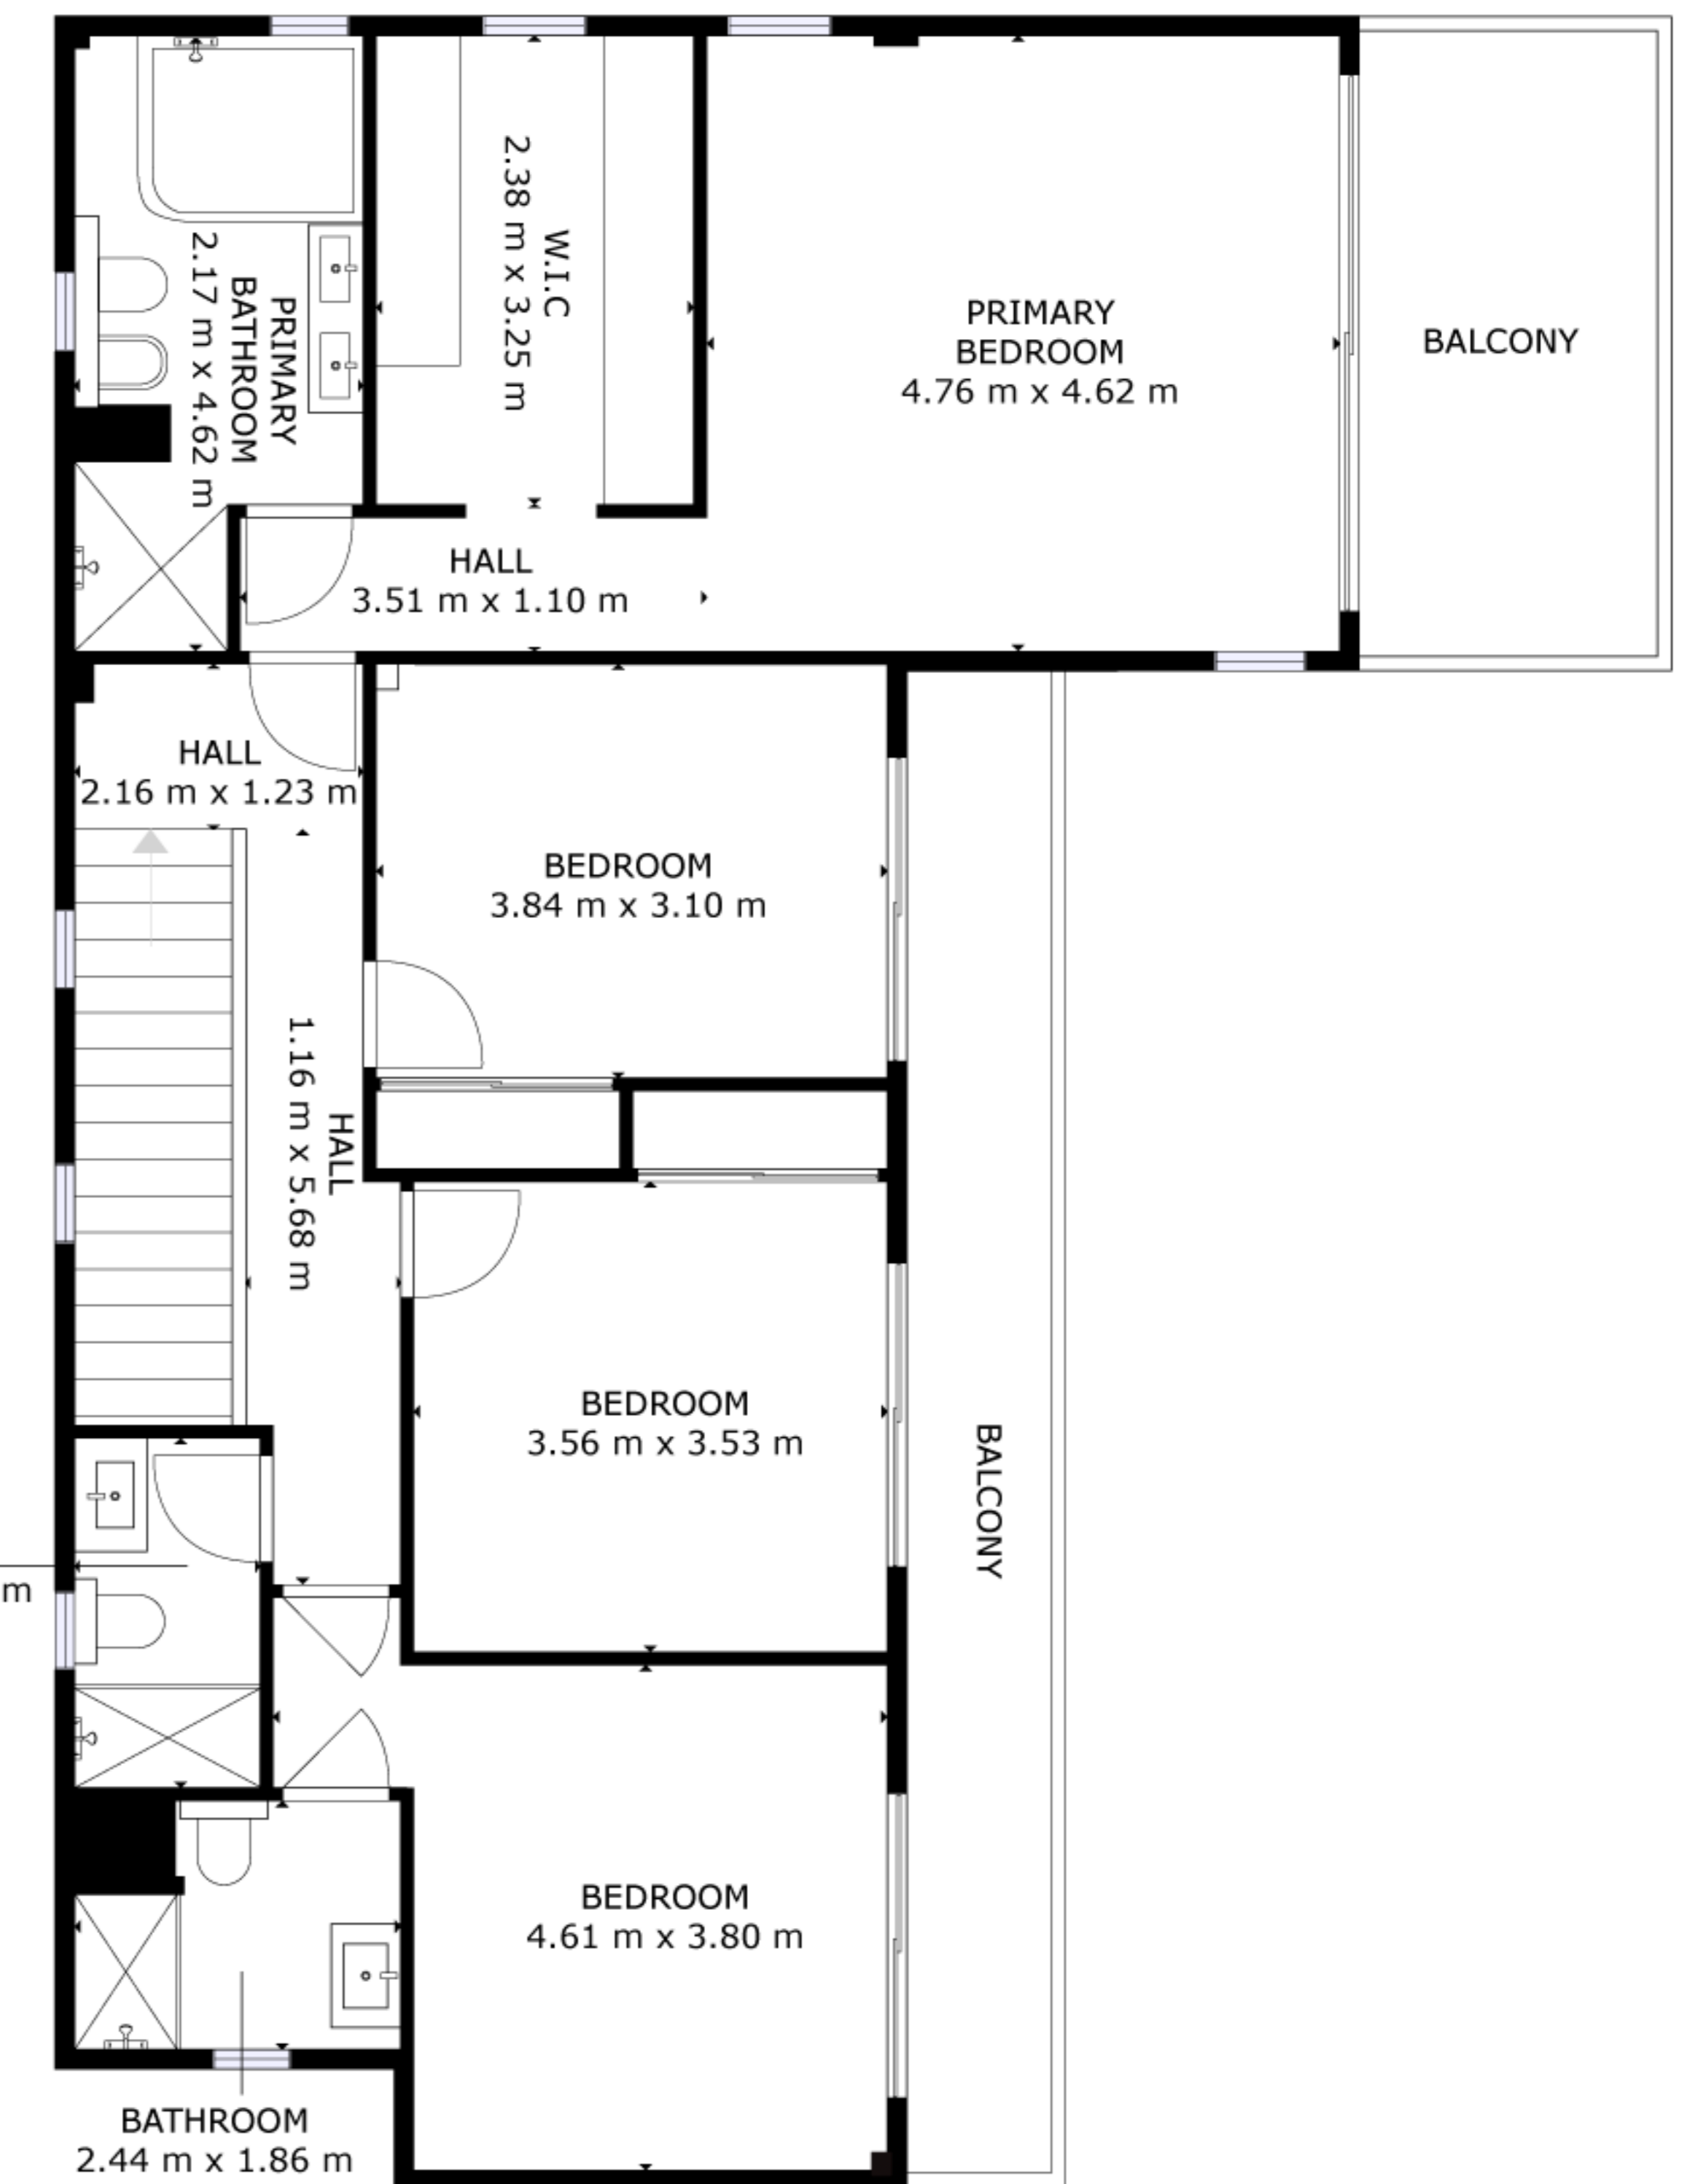 PRIMARY
BATHROOM
2.17 m x 4.62 m
W.I.C
2.38 m x 3.25 m
PRIMARY
BEDROOM
4.76 m x 4.62 m
BALCONY
HALL
3.51 m x 1.10 m
HALL
2.16 m x 1.23 m
BEDROOM
3.84 m x 3.10 m
HALL
1.16 m x 5.68 m
BEDROOM
3.56 m x 3.53 m
BALCONY
m
BEDROOM
4.61 m x 3.80 m
BATHROOM
2.44 m x 1.86 m